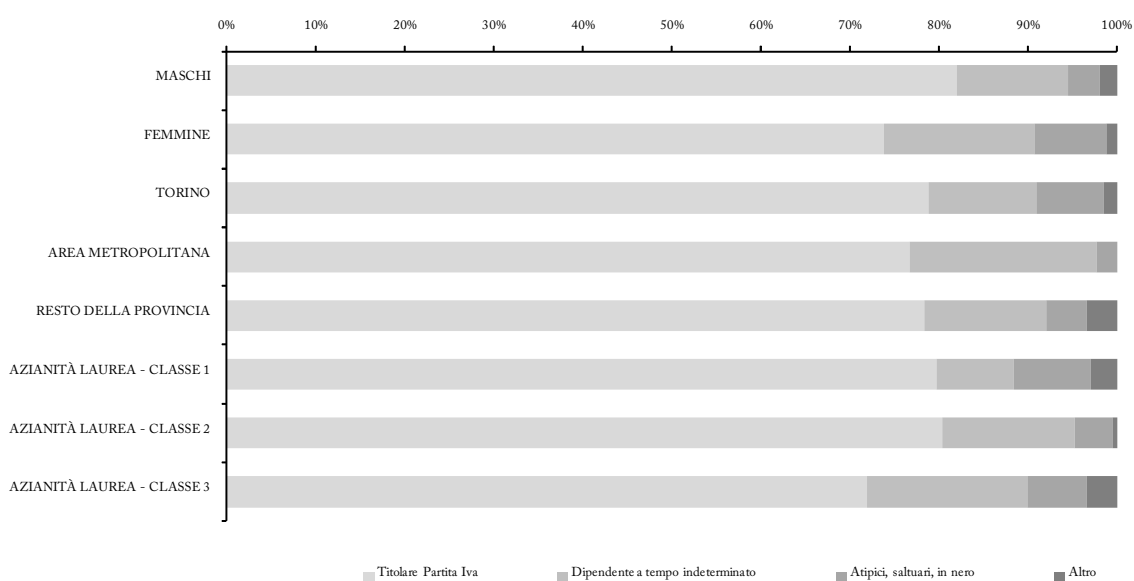 0% 10% 20% 30% 40% 50% 60% 70% 80% 90% 100%
MASCHI
FEMMINE
TORINO
AREA METROPOLITANA
RESTO DELLA PROVINCIA
AZIANITÀ LAUREA - CLASSE 1
AZIANITÀ LAUREA - CLASSE 2
AZIANITÀ LAUREA - CLASSE 3
Titolare Partita Iva Dipendente a tempo indeterminato Atipici, saltuari, in nero Altro